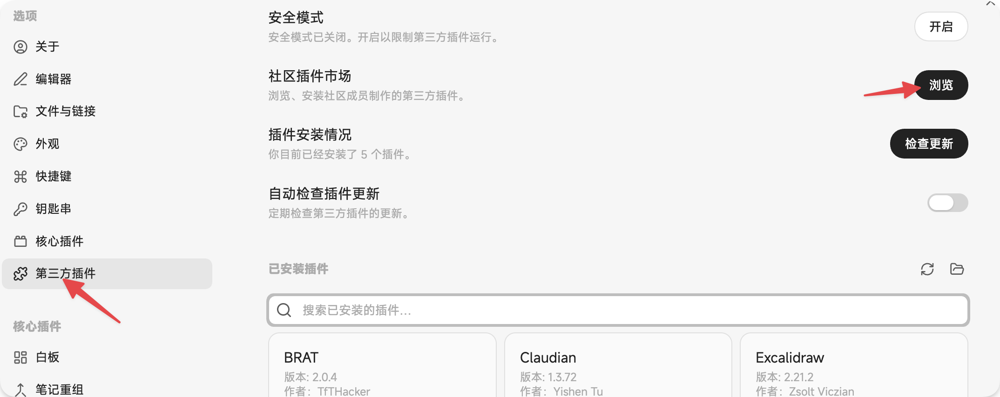 选项
关于
编辑器
文件与链接
外观
快捷键
钥匙串
核心插件
第三方插件
核心插件
白板
笔记重组
安全模式
安全模式已关闭。开启以限制第三方插件运行。
开启
社区插件市场
浏览、安装社区成员制作的第三方插件。
浏览
插件安装情况
你目前已经安装了 5 个插件。
检查更新
自动检查插件更新
定期检查第三方插件的更新。
已安装插件
搜索已安装的插件...
BRAT
版本: 2.0.4
作者：TfTHacker
Claudian
版本: 1.3.72
作者：Yishen Tu
Excalidraw
版本: 2.21.2
作者：Zsolt Viczian